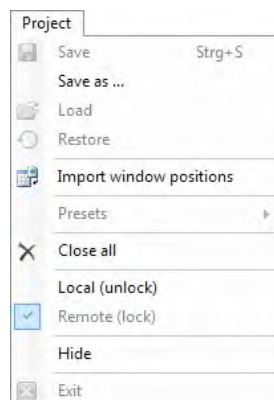 Project
Save Strg+S
Save as ...
Load
Restore
Import window positions
Presets
Close all
Local (unlock)
Remote (lock)
Hide
Exit